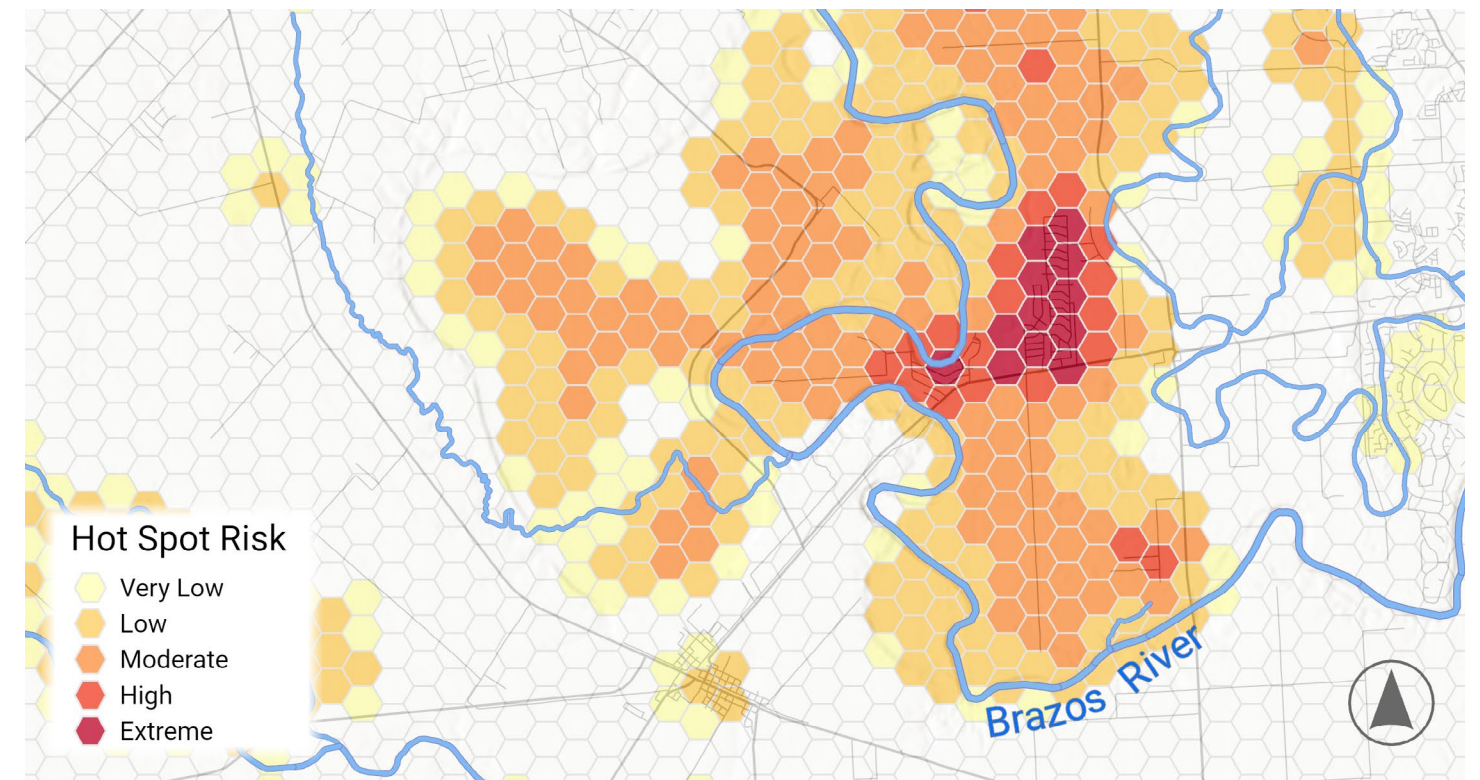 Hot Spot Risk
Very Low
Low
Moderate
High
Extreme
Brazos River